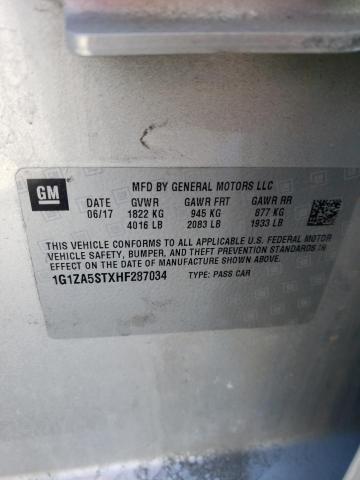 GM
MFD BY GENERAL MOTORS LLC
DATE GVWR GAWR FRT GAWR RR
06/17 1822 KG 945 KG 877 KG
4016 LB 2083 LB 1933 LB
THIS VEHICLE CONFORMS TO ALL APPLICABLE U.S. FEDERAL MOTOR
VEHICLE SAFETY, BUMPER, AND THEFT PREVENTION STANDARDS IN
EFFECT ON THE DATE OF MANUFACTURE SHOWN ABOVE.
1G1ZA5STXHF287034 TYPE: PASS CAR